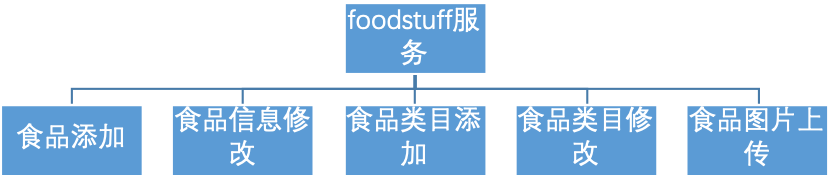 foodstuff服
务
食品添加
食品信息修
改
食品类目添
加
食品类目修
改
食品图片上
传